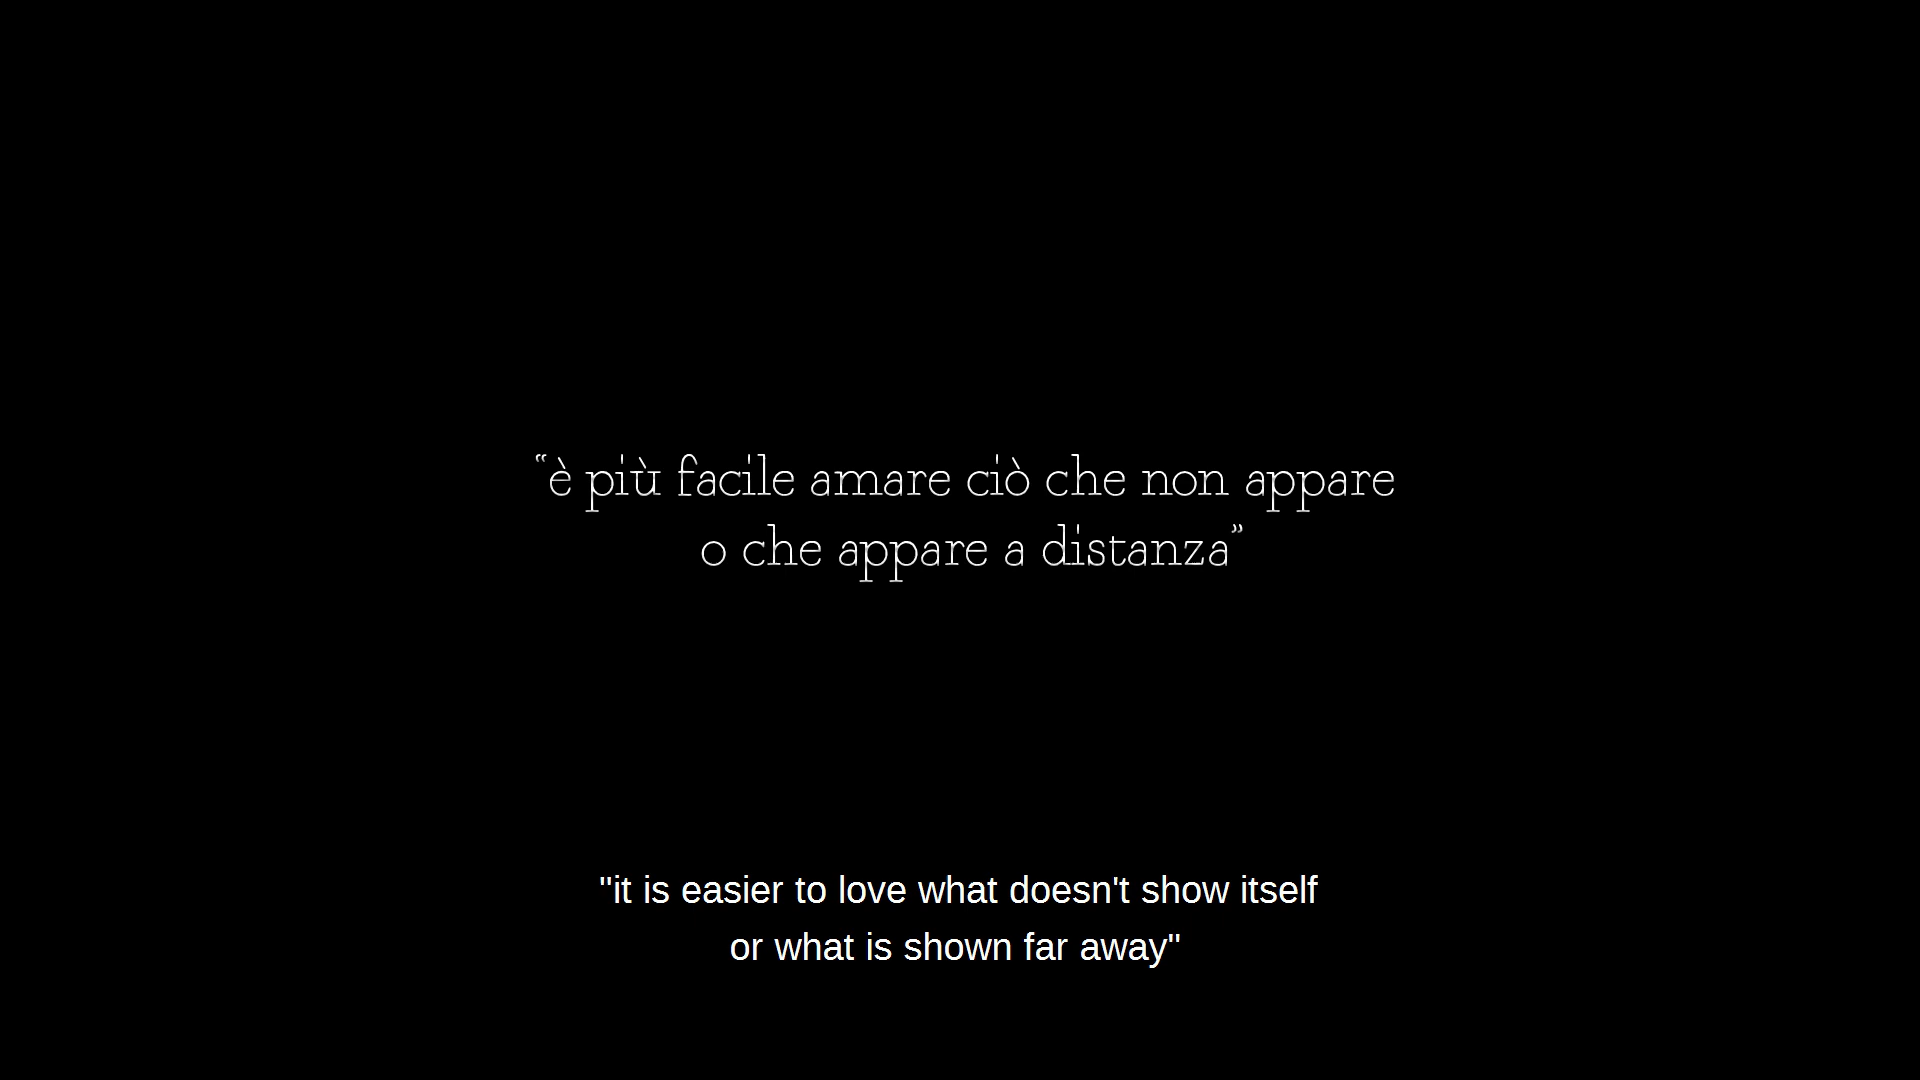 “è più facile amare ciò che non appare
o che appare a distanza”
"it is easier to love what doesn't show itself
or what is shown far away"